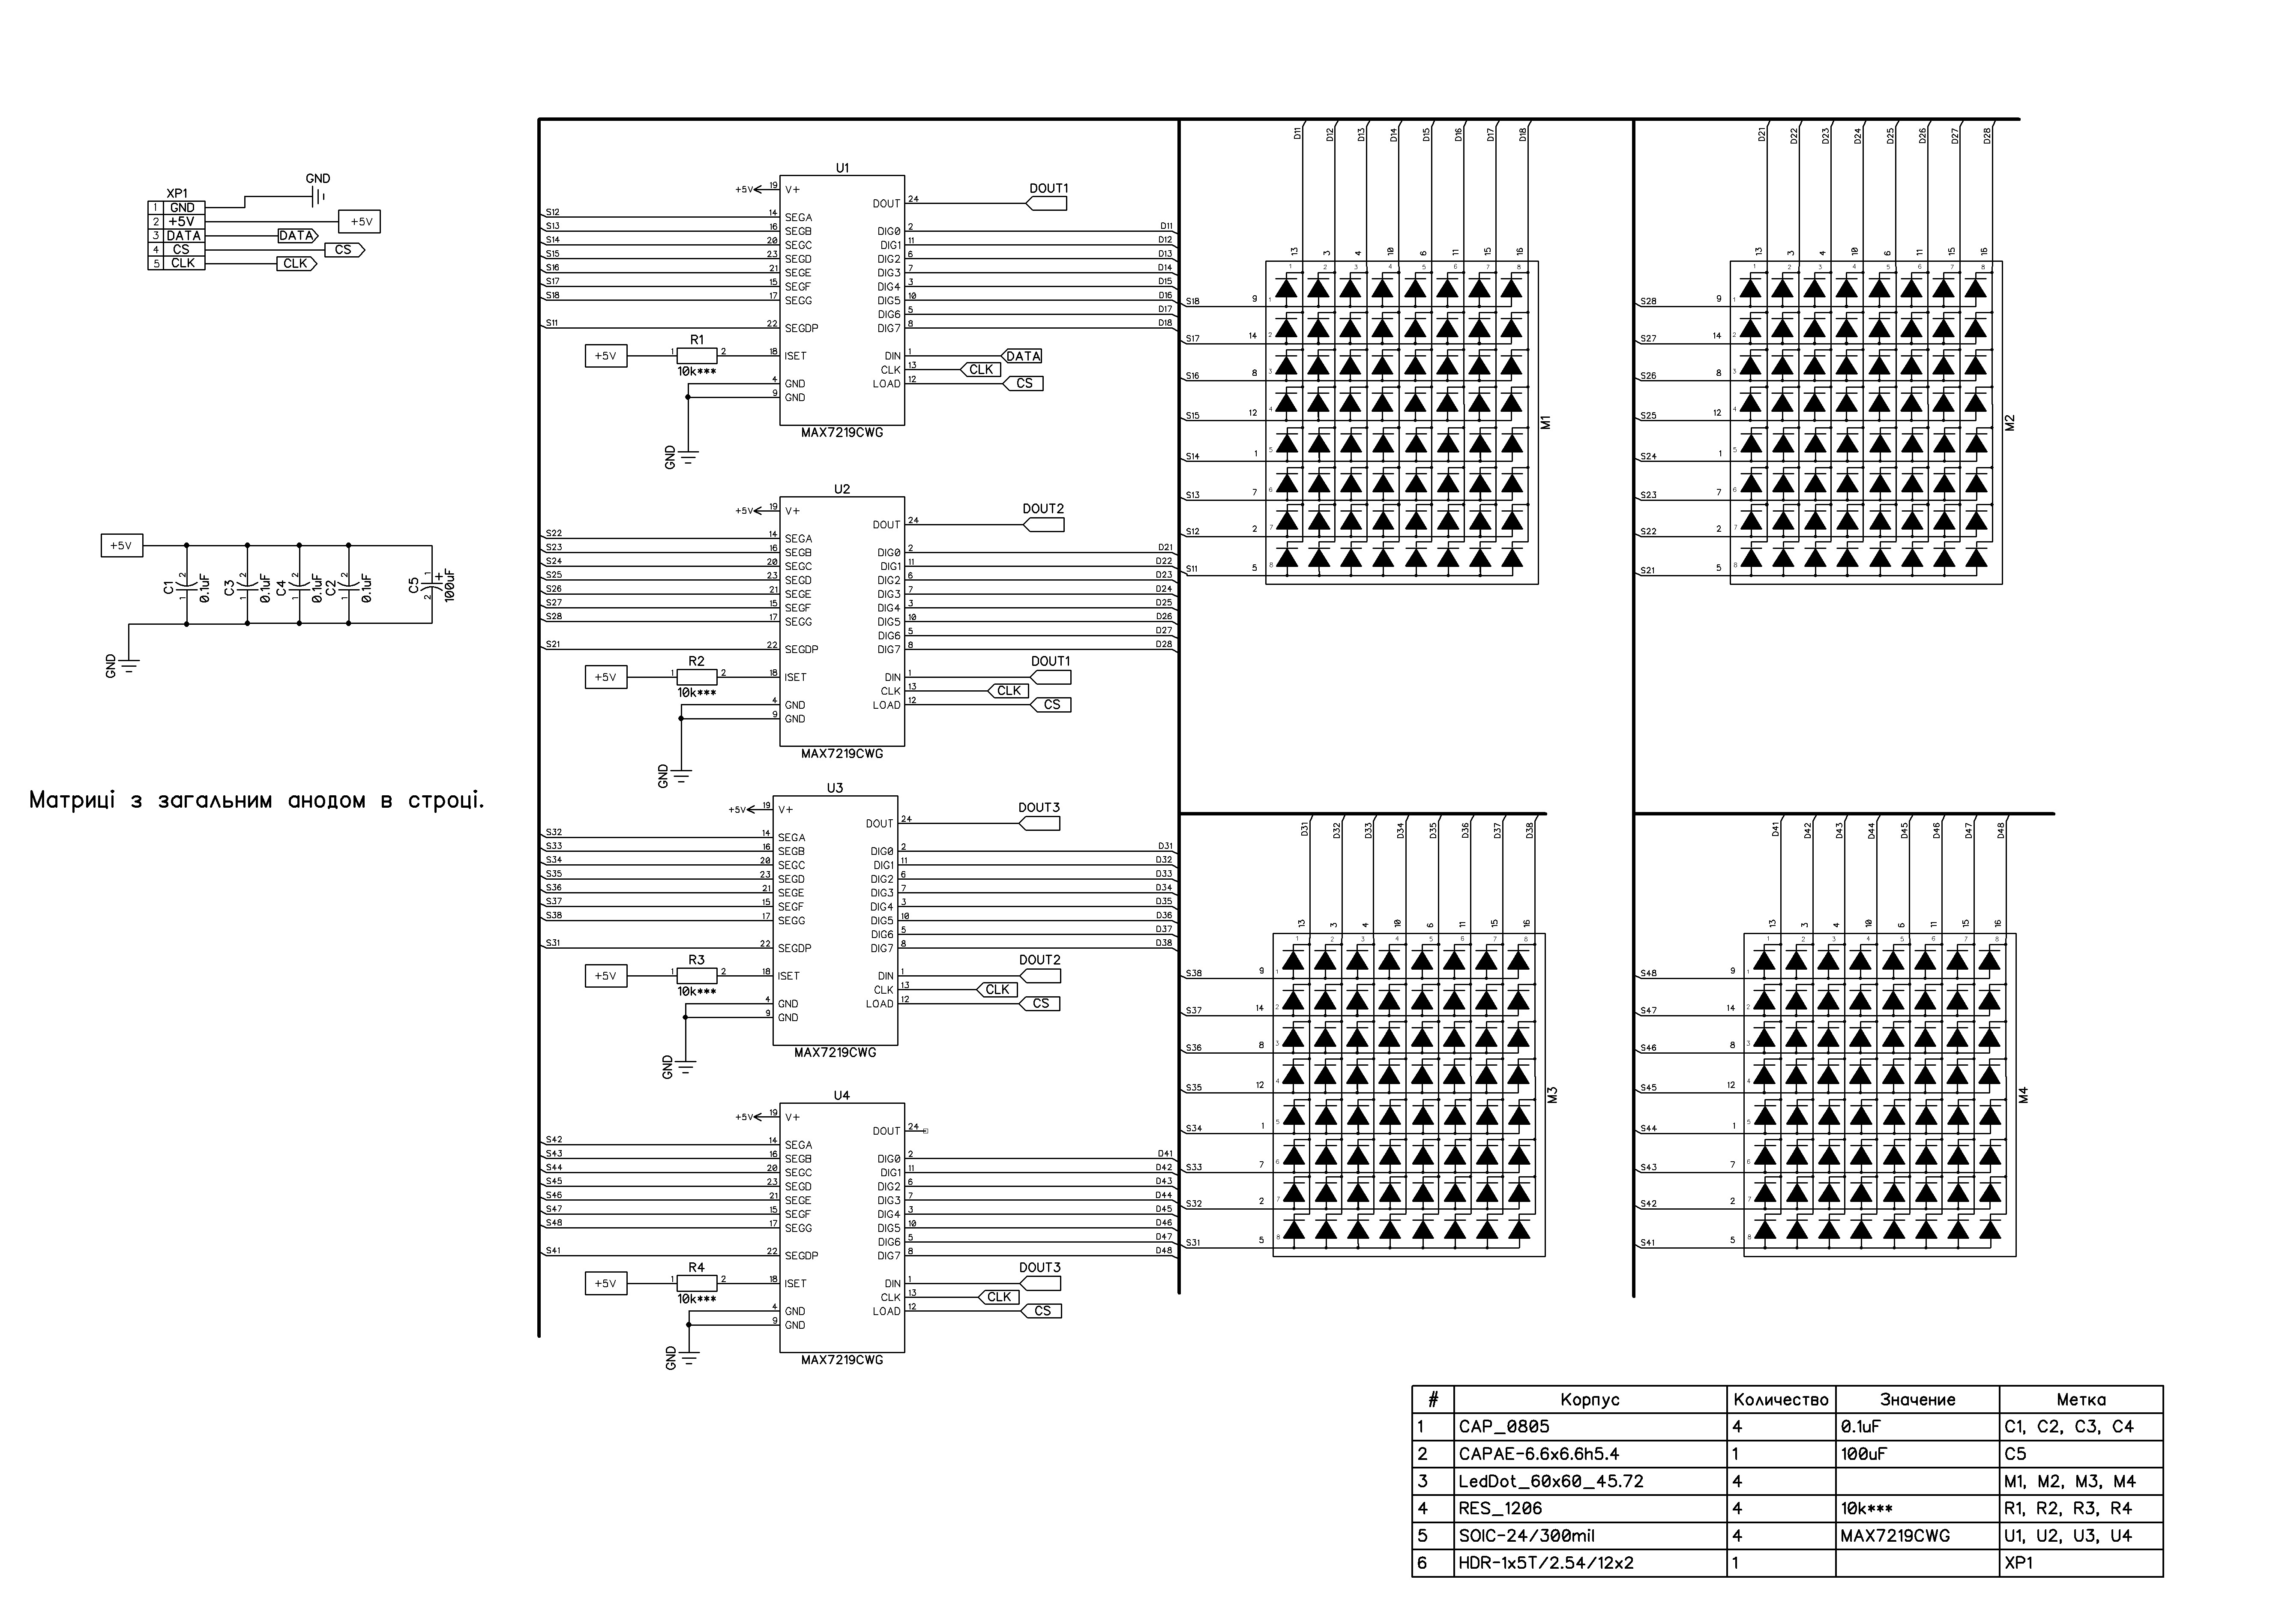 XP1
1 GND
2 +5V
3 DATA
4 CS
5 CLK
GND
+5V
DATA
CS
CLK
+5V
C1 0.1uF 1 2
C3 0.1uF 1 2
C4 0.1uF 1 2
C2 0.1uF 1 2
C5 100uF 2 1 +
GND
Матриці з загальним анодом в строці.
U1
+5V 19 V+
DOUT 24 DOUT1
S12 14 SEGA
S13 16 SEGB DIG0 2 D11
S14 20 SEGC DIG1 11 D12
S15 23 SEGD DIG2 6 D13
S16 21 SEGE DIG3 7 D14
S17 15 SEGF DIG4 3 D15
S18 17 SEGG DIG5 10 D16
DIG6 5 D17
S11 22 SEGDP DIG7 8 D18
+5V 1 R1 2 18 ISET DIN 1 DATA
10k*** CLK 13 CLK
4 GND LOAD 12 CS
9 GND
MAX7219CWG
GND
U2
+5V 19 V+
DOUT 24 DOUT2
S22 14 SEGA
S23 16 SEGB DIG0 2 D21
S24 20 SEGC DIG1 11 D22
S25 23 SEGD DIG2 6 D23
S26 21 SEGE DIG3 7 D24
S27 15 SEGF DIG4 3 D25
S28 17 SEGG DIG5 10 D26
DIG6 5 D27
S21 22 SEGDP DIG7 8 D28
+5V 1 R2 2 18 ISET DIN 1 DOUT1
10k*** CLK 13 CLK
4 GND LOAD 12 CS
9 GND
MAX7219CWG
GND
U3
+5V 19 V+
DOUT 24 DOUT3
S32 14 SEGA
S33 16 SEGB DIG0 2 D31
S34 20 SEGC DIG1 11 D32
S35 23 SEGD DIG2 6 D33
S36 21 SEGE DIG3 7 D34
S37 15 SEGF DIG4 3 D35
S38 17 SEGG DIG5 10 D36
DIG6 5 D37
S31 22 SEGDP DIG7 8 D38
+5V 1 R3 2 18 ISET DIN 1 DOUT2
10k*** CLK 13 CLK
4 GND LOAD 12 CS
9 GND
MAX7219CWG
GND
U4
+5V 19 V+
DOUT 24
S42 14 SEGA
S43 16 SEGB DIG0 2 D41
S44 20 SEGC DIG1 11 D42
S45 23 SEGD DIG2 6 D43
S46 21 SEGE DIG3 7 D44
S47 15 SEGF DIG4 3 D45
S48 17 SEGG DIG5 10 D46
DIG6 5 D47
S41 22 SEGDP DIG7 8 D48
+5V 1 R4 2 18 ISET DIN 1 DOUT3
10k*** CLK 13 CLK
4 GND LOAD 12 CS
9 GND
MAX7219CWG
GND
D11 D12 D13 D14 D15 D16 D17 D18
13 3 4 10 6 11 15 16
1 2 3 4 5 6 7 8
S18 9 1
S17 14 2
S16 8 3
S15 12 4
S14 1 5
S13 7 6
S12 2 7
S11 5 8
M1
D21 D22 D23 D24 D25 D26 D27 D28
13 3 4 10 6 11 15 16
1 2 3 4 5 6 7 8
S28 9 1
S27 14 2
S26 8 3
S25 12 4
S24 1 5
S23 7 6
S22 2 7
S21 5 8
M2
D31 D32 D33 D34 D35 D36 D37 D38
13 3 4 10 6 11 15 16
1 2 3 4 5 6 7 8
S38 9 1
S37 14 2
S36 8 3
S35 12 4
S34 1 5
S33 7 6
S32 2 7
S31 5 8
M3
D41 D42 D43 D44 D45 D46 D47 D48
13 3 4 10 6 11 15 16
1 2 3 4 5 6 7 8
S48 9 1
S47 14 2
S46 8 3
S45 12 4
S44 1 5
S43 7 6
S42 2 7
S41 5 8
M4
# Корпус Количество Значение Метка
1 CAP_0805 4 0.1uF C1, C2, C3, C4
2 CAPAE-6.6x6.6h5.4 1 100uF C5
3 LedDot_60x60_45.72 4 M1, M2, M3, M4
4 RES_1206 4 10k*** R1, R2, R3, R4
5 SOIC-24/300mil 4 MAX7219CWG U1, U2, U3, U4
6 HDR-1x5T/2.54/12x2 1 XP1